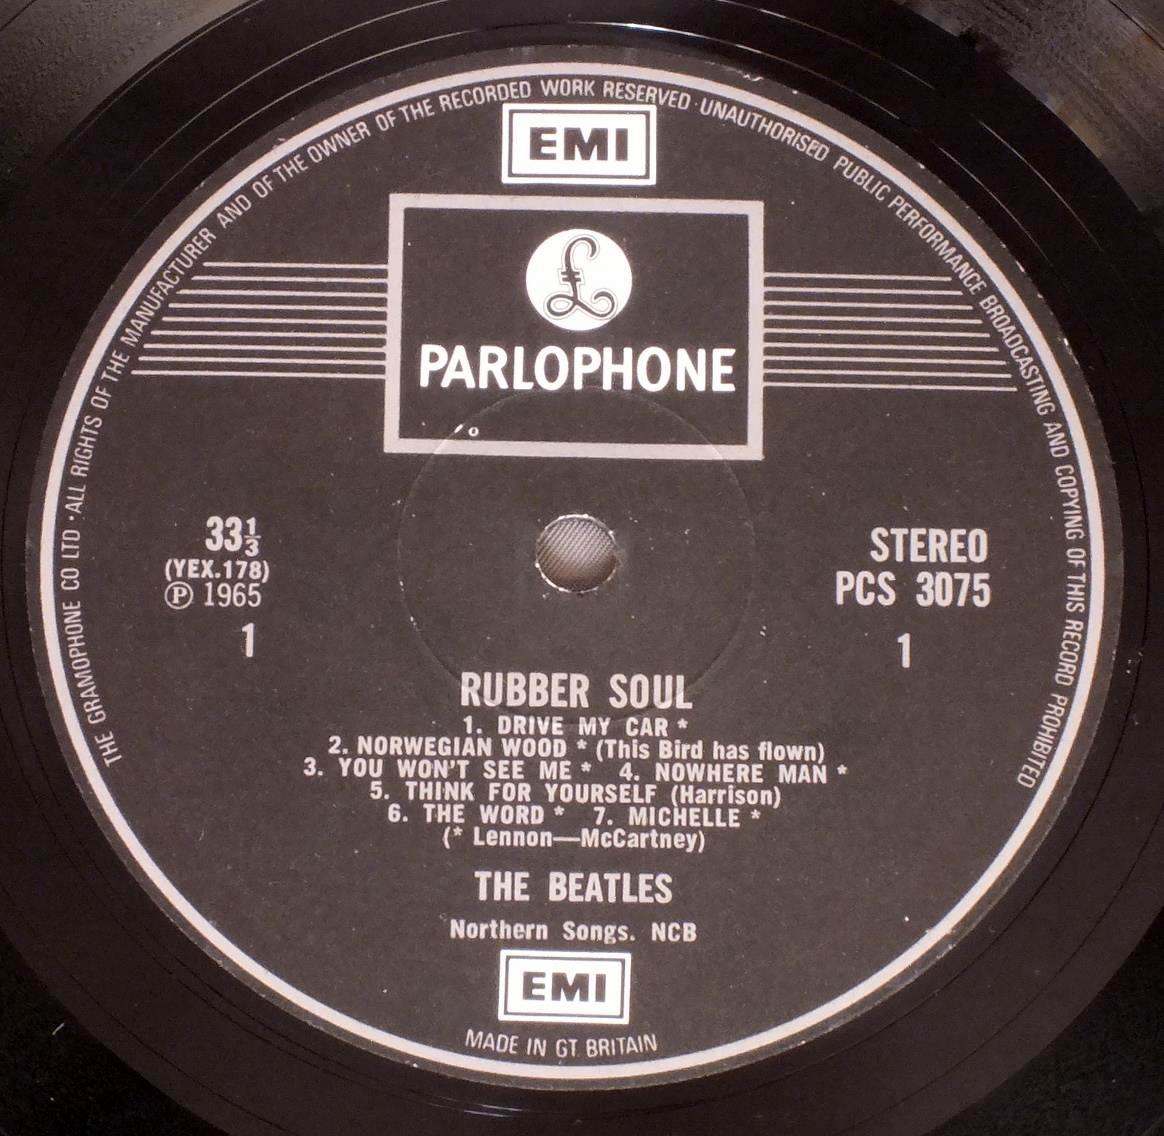 THE GRAMOPHONE CO LTD · ALL RIGHTS OF THE MANUFACTURER AND OF THE OWNER OF THE RECORDED WORK RESERVED · UNAUTHORISED PUBLIC PERFORMANCE BROADCASTING AND COPYING OF THIS RECORD PROHIBITED
EMI
£
PARLOPHONE
33⅓
(YEX.178)
℗ 1965
1
STEREO
PCS 3075
1
RUBBER SOUL
1. DRIVE MY CAR *
2. NORWEGIAN WOOD * (This Bird has flown)
3. YOU WON'T SEE ME * 4. NOWHERE MAN *
5. THINK FOR YOURSELF (Harrison)
6. THE WORD * 7. MICHELLE *
(* Lennon—McCartney)
THE BEATLES
Northern Songs. NCB
EMI
MADE IN GT. BRITAIN